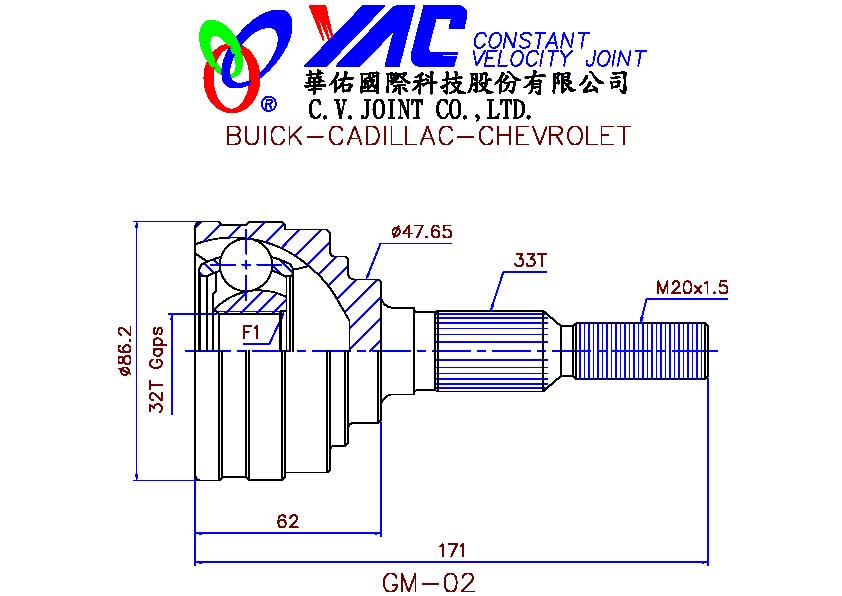 YAC CONSTANT
VELOCITY JOINT
®
華佑國際科技股份有限公司
C.V.JOINT CO.,LTD.
BUICK-CADILLAC-CHEVROLET
ø47.65
33T
M20x1.5
F1
ø86.2
32T Gaps
62
171
GM-02